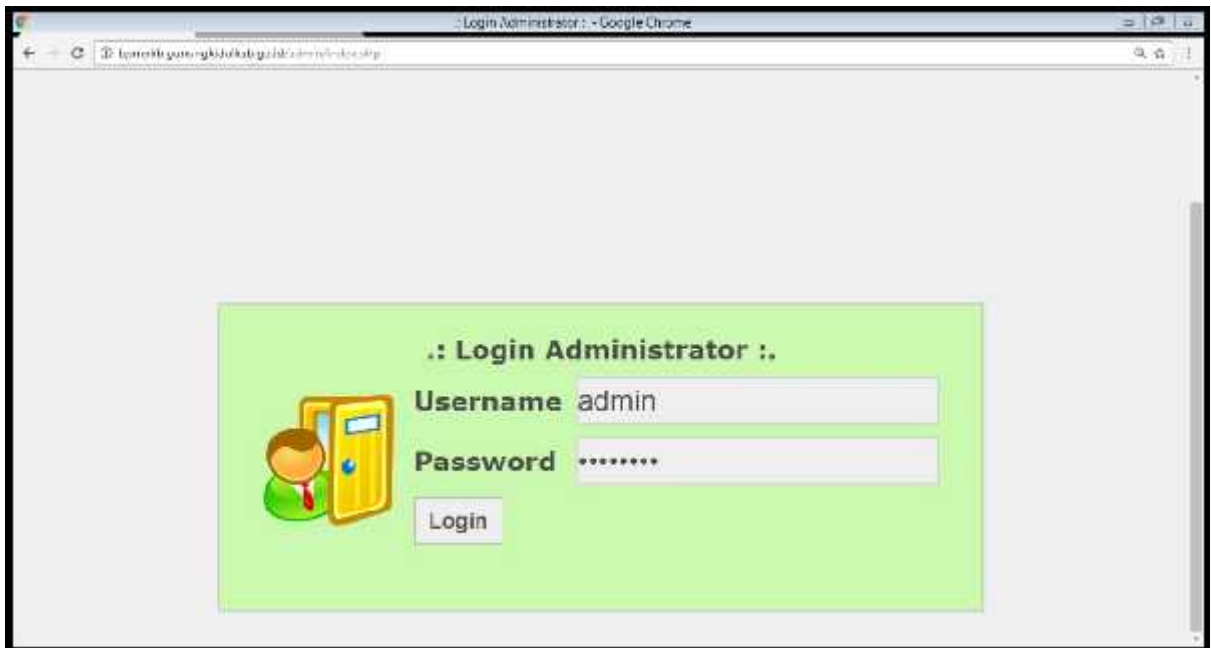 .: Login Administrator :. - Google Chrome
.: Login Administrator :.
Username admin
Password ••••••••
Login